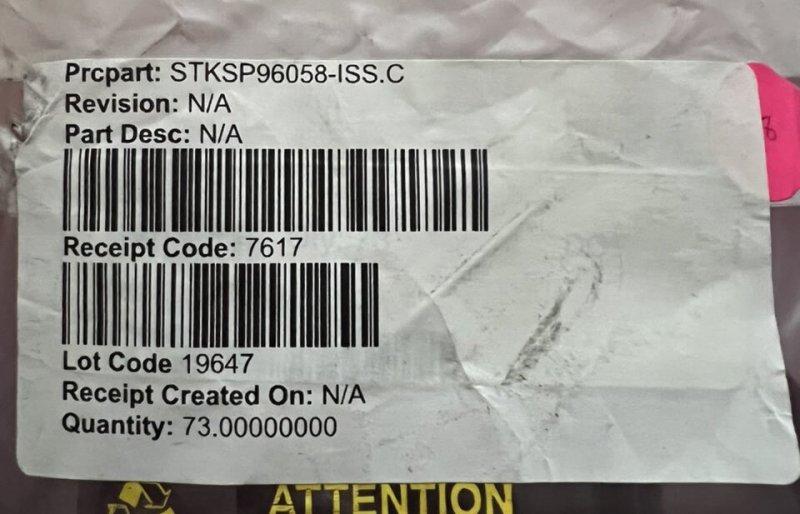 Prcpart: STKSP96058-ISS.C
Revision: N/A
Part Desc: N/A
Receipt Code: 7617
Lot Code 19647
Receipt Created On: N/A
Quantity: 73.00000000
ATTENTION